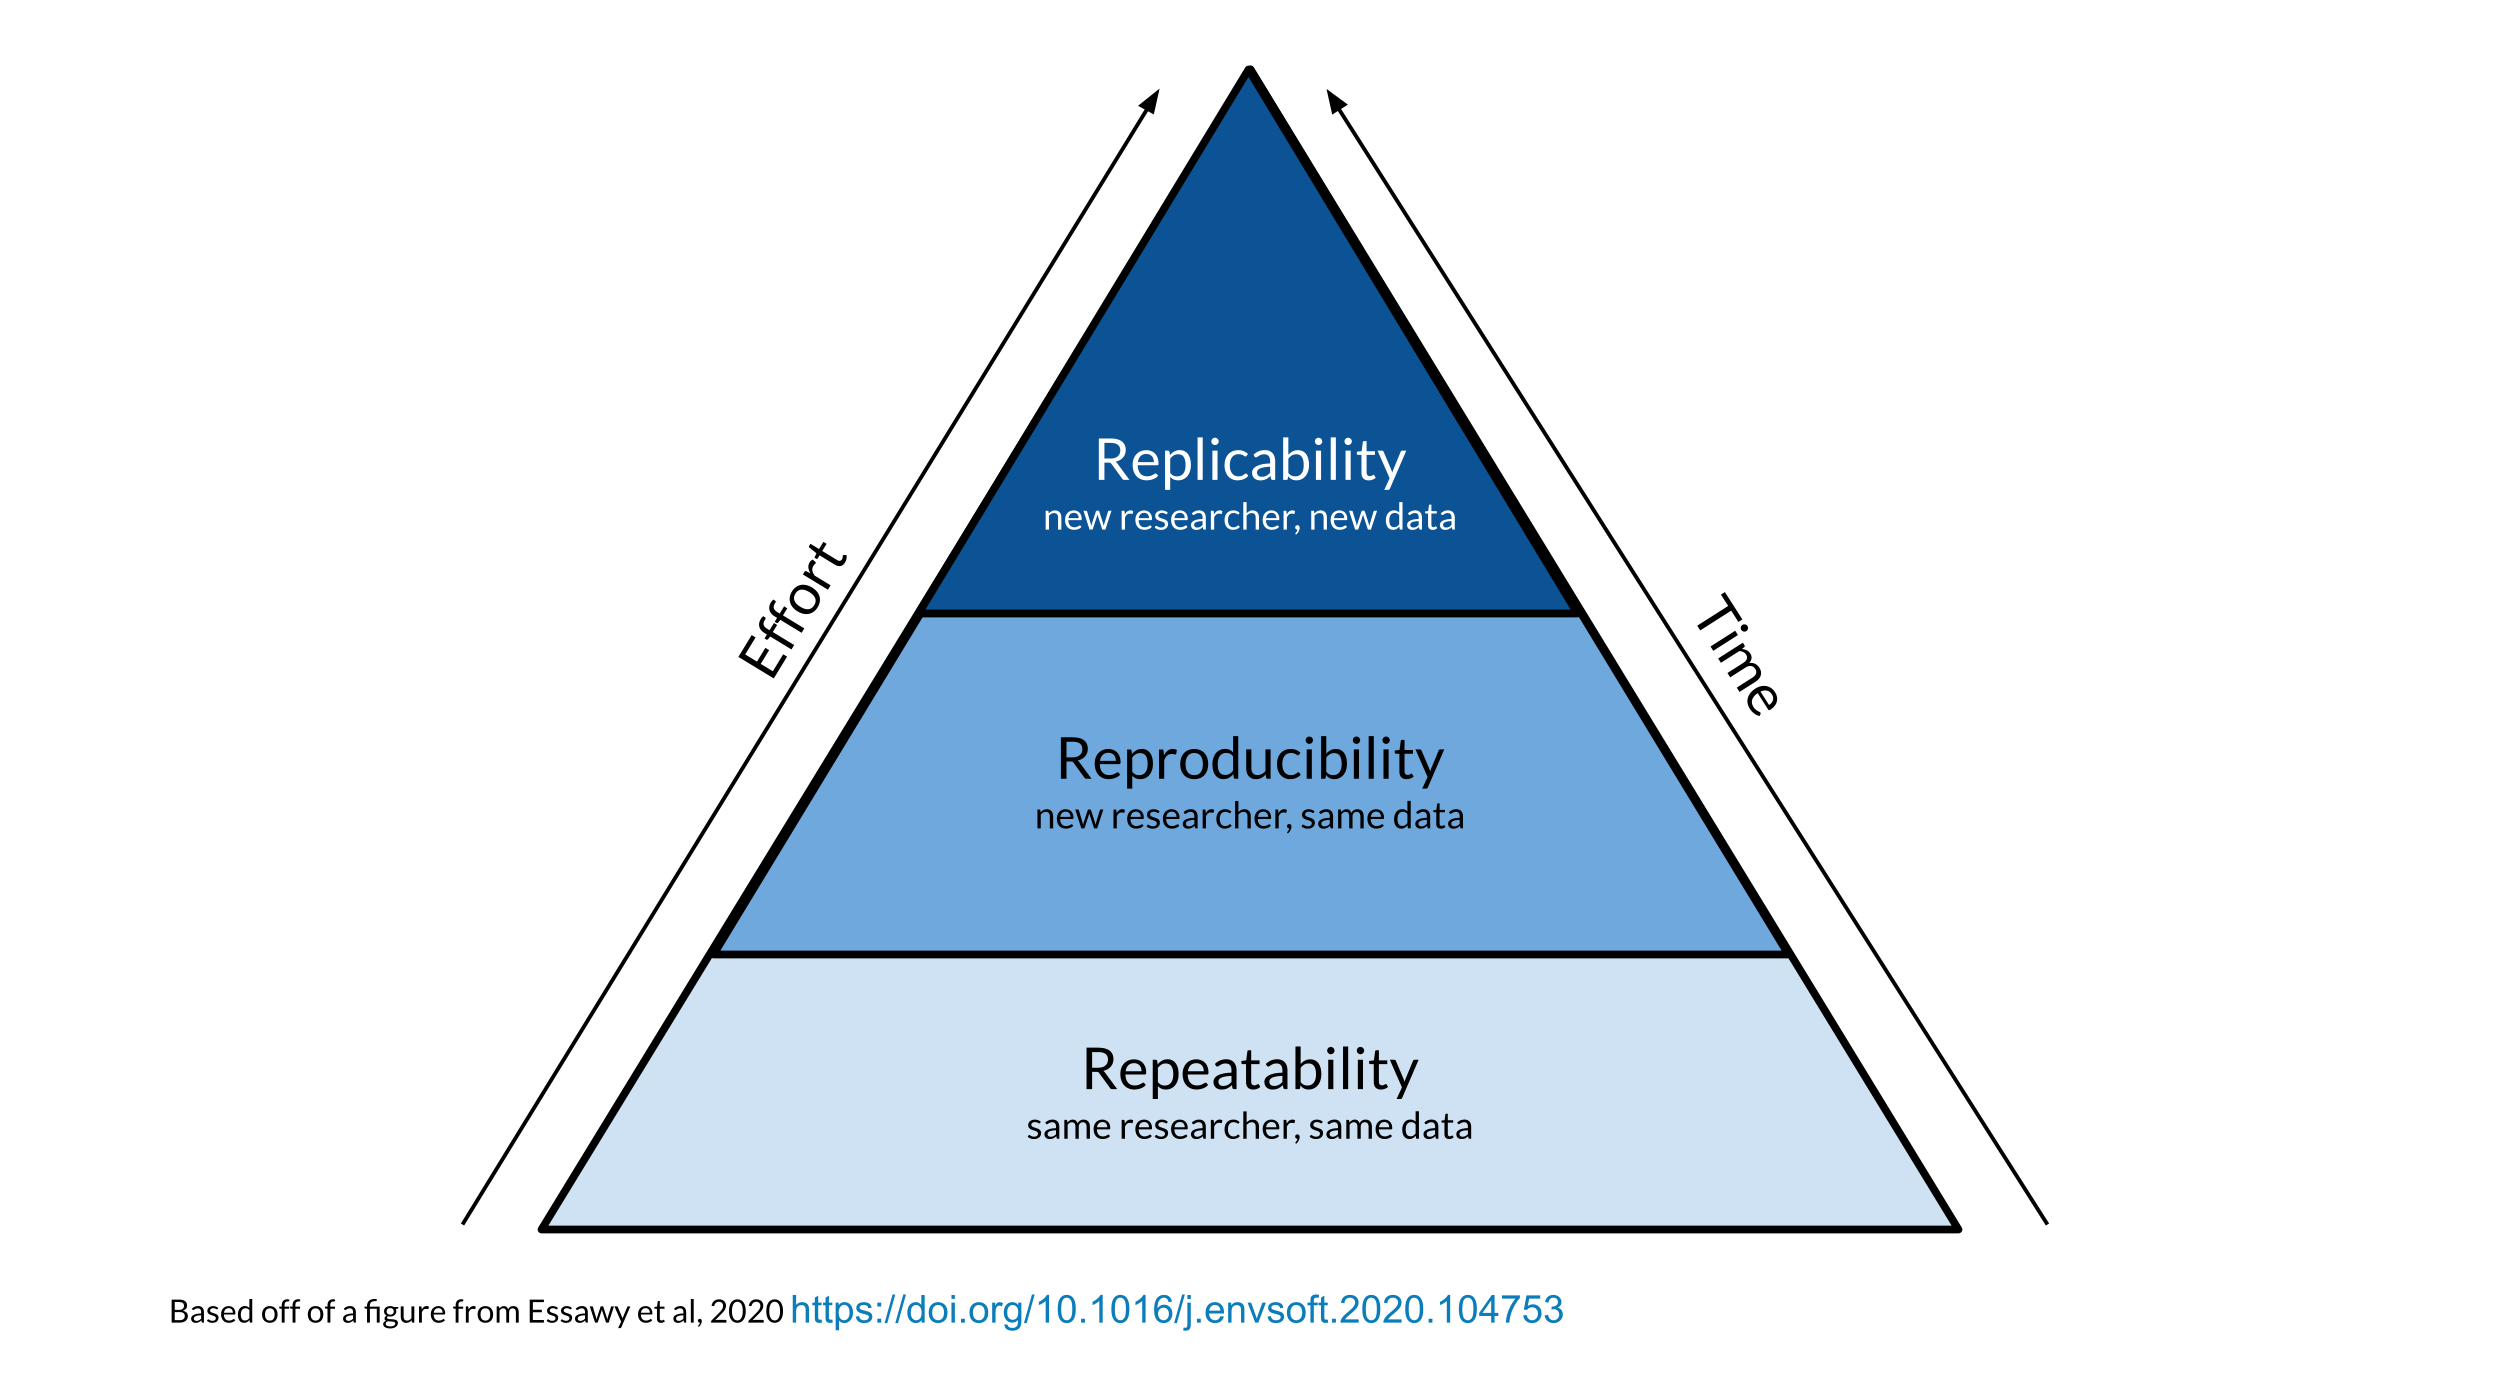 Replicability
new researcher, new data
Effort
Time
Reproducibility
new researcher, same data
Repeatability
same researcher, same data
Based off of a figure from Essawy et al, 2020 https://doi.org/10.1016/j.envsoft.2020.104753